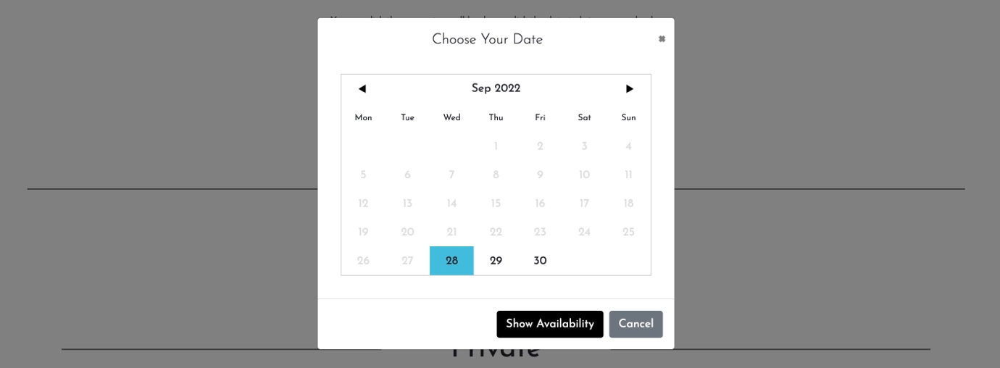 Choose Your Date
Sep 2022
Mon Tue Wed Thu Fri Sat Sun
1 2 3 4
5 6 7 8 9 10 11
12 13 14 15 16 17 18
19 20 21 22 23 24 25
26 27 28 29 30
Show Availability Cancel
Private